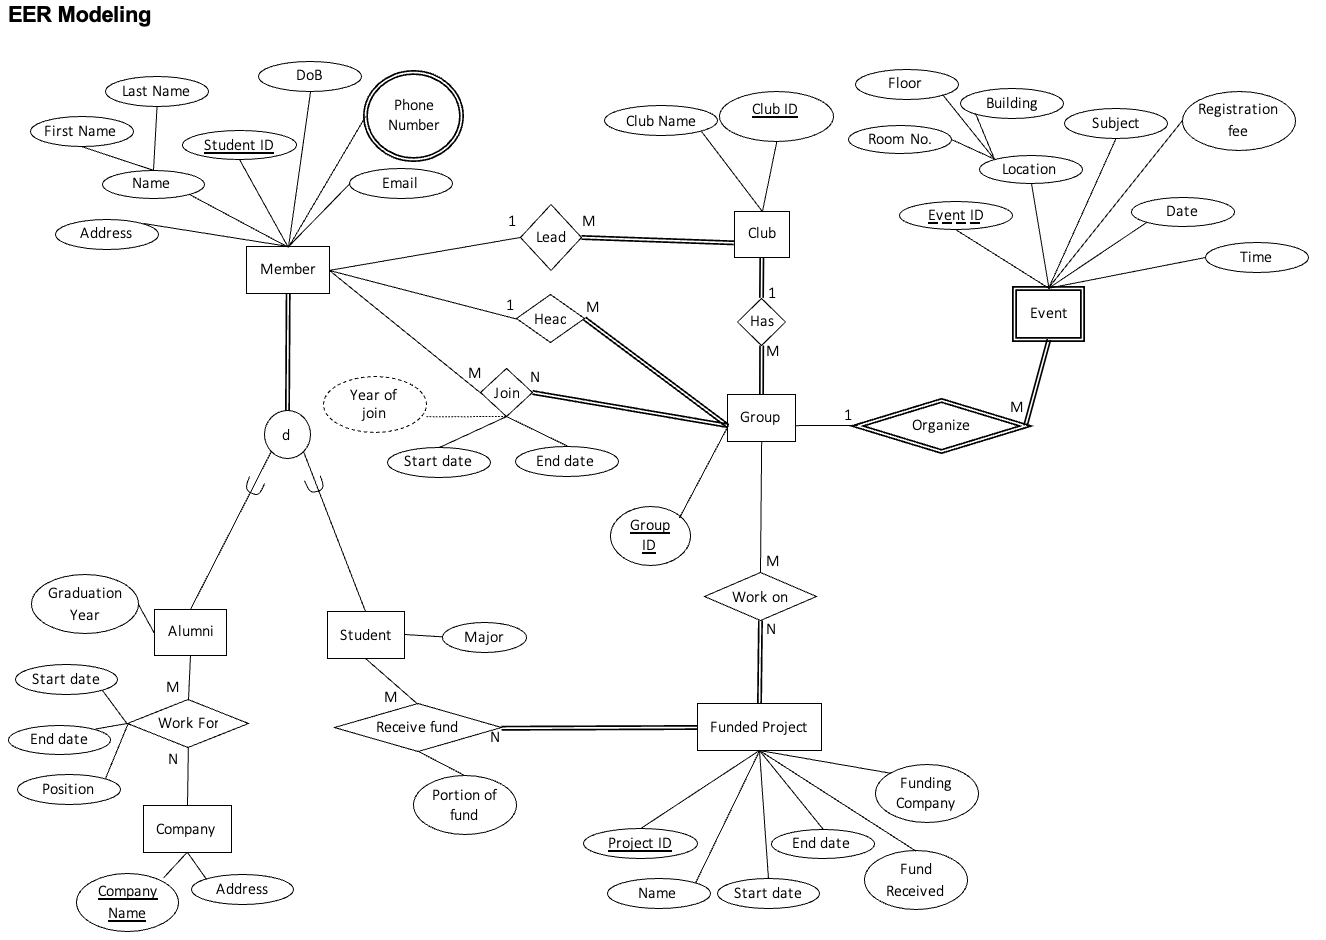 EER Modeling
DoB
Last Name
Phone
Number
First Name
Student ID
Name
Email
Address
Member
Floor
Building
Club ID
Club Name
Subject
Registration
fee
Room No.
Location
Event ID
Date
Time
1
Lead
M
Club
Event
1
Has
M
1
Head
M
M
Join
N
Year of
join
Start date
End date
Group
1
Organize
M
d
Group
ID
M
Work on
N
Graduation
Year
Alumni
Student
Major
Start date
M
Work For
End date
N
Position
M
Receive fund
N
Funded Project
Portion of
fund
Funding
Company
Company
Project ID
End date
Company
Name
Address
Name
Start date
Fund
Received